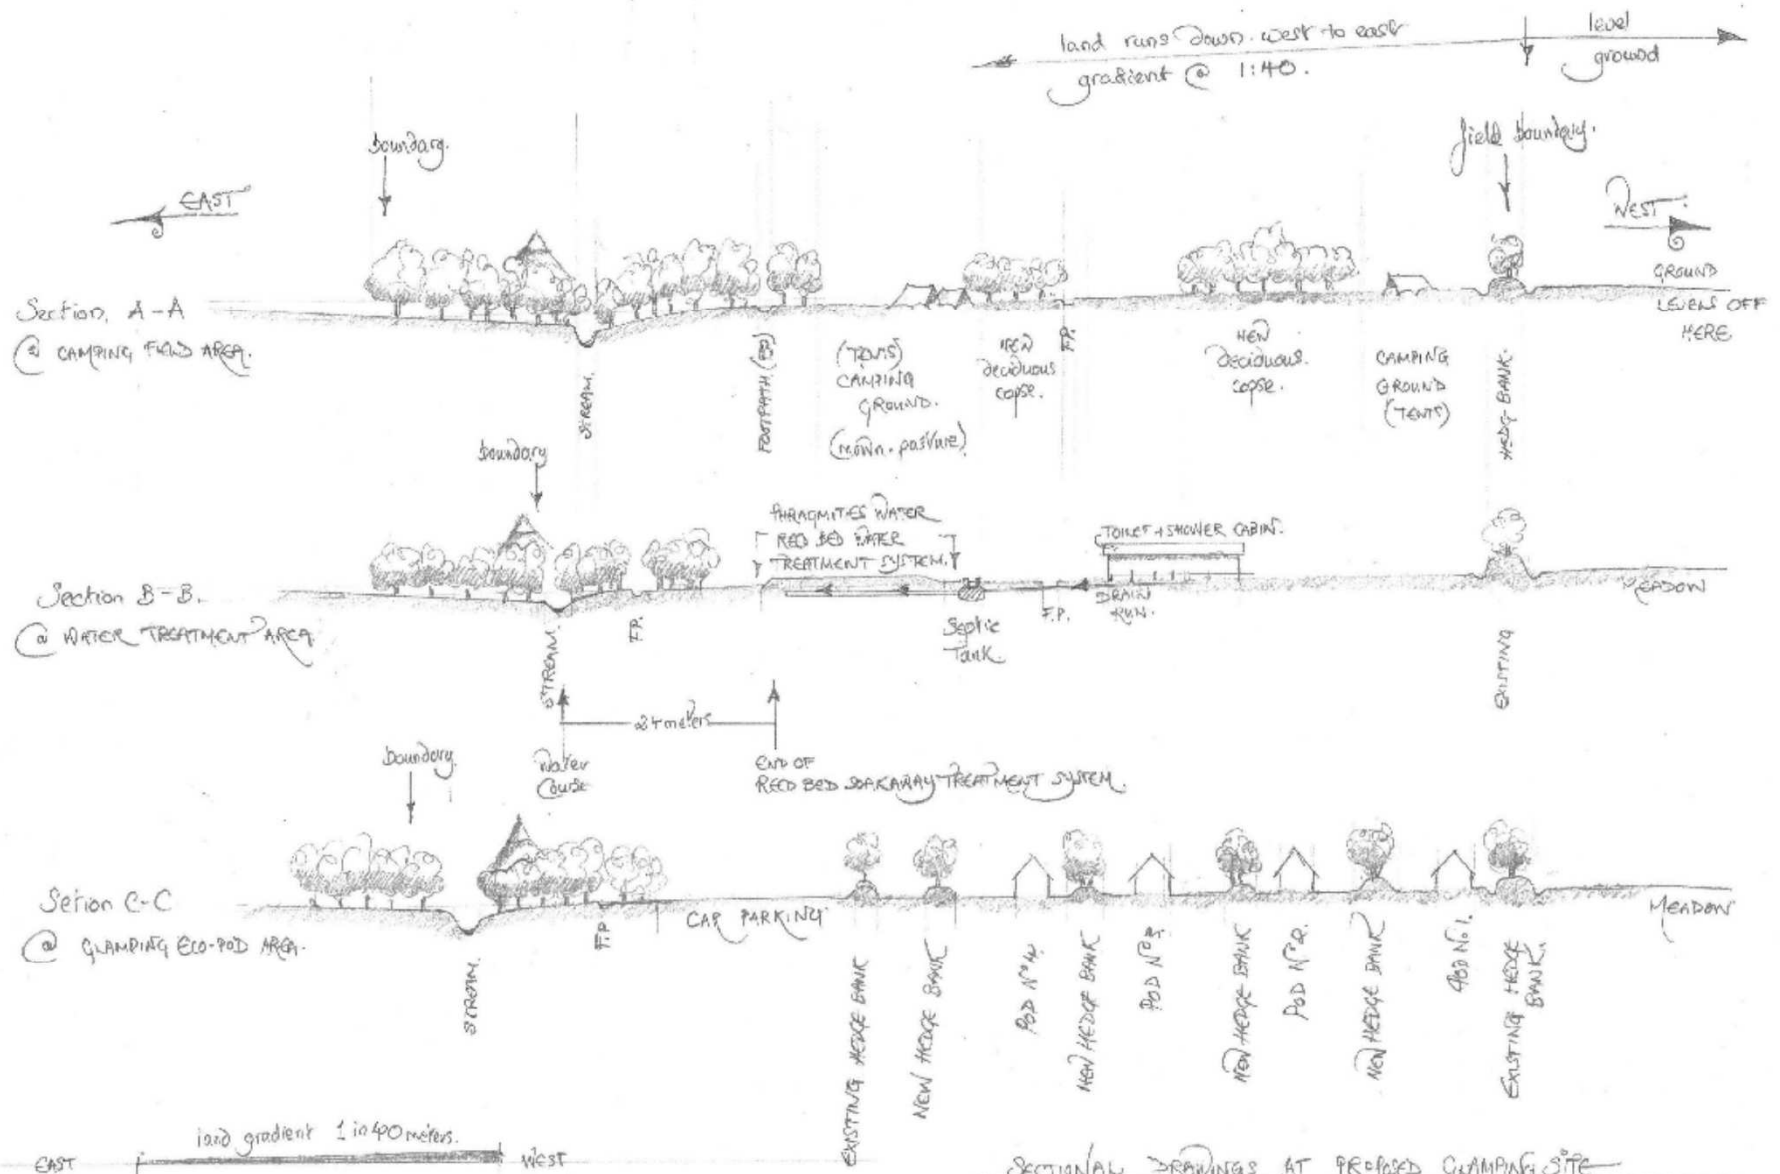 land runs down. west to east
gradient @ 1:40.
level
ground
boundary.
field boundary.
EAST
WEST.
Section, A-A
@ CAMPING FIELD AREA.
GROUND
LEVELS OFF
HERE
STREAM.
FOOTPATH (FP)
(TENTS)
CAMPING
GROUND.
(mown. pasture)
NEW
deciduous
copse.
F.P.
NEW
deciduous.
copse.
CAMPING
GROUND
(TENTS)
HEDG-BANK.
boundary
PHRAGMITES WATER
REED BED WATER
TREATMENT SYSTEM.
TOILET + SHOWER CABIN.
Section B-B.
@ WATER TREATMENT AREA
STREAM.
F.P.
Septic
Tank.
F.P.
DRAIN
RUN.
EXISTING
MEADOW
24 meters
boundary.
Water
Course
END OF
REED BED SOAKAWAY TREATMENT SYSTEM.
Setion C-C
@ GLAMPING ECO-POD AREA.
STREAM.
F.P.
CAR PARKING
EXISTING HEDGE BANK
NEW HEDGE BANK
POD No 4.
NEW HEDGE BANK
POD No 3.
NEW HEDGE BANK
POD No 2.
NEW HEDGE BANK
POD No 1.
EXISTING HEDGE
BANK.
MEADOW
land gradient 1 in 40 meters.
EAST
WEST
SECTIONAL DRAWINGS AT PROPOSED GLAMPING SITE